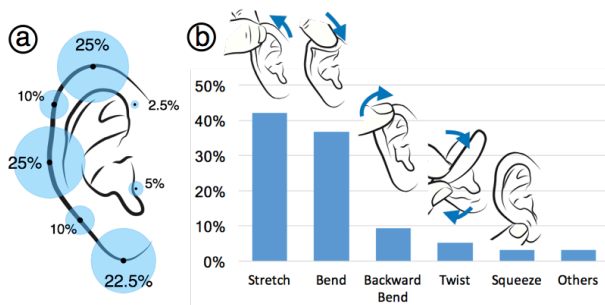 a
25%
10%
2.5%
25%
5%
10%
22.5%
b
50%
40%
30%
20%
10%
0%
Stretch
Bend
Backward
Bend
Twist
Squeeze
Others